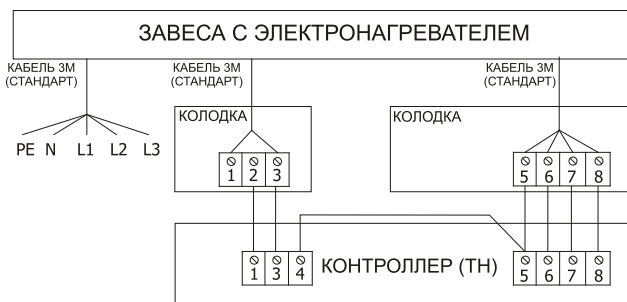 ЗАВЕСА С ЭЛЕКТРОНАГРЕВАТЕЛЕМ
КАБЕЛЬ 3М
(СТАНДАРТ)
КАБЕЛЬ 3М
(СТАНДАРТ)
КАБЕЛЬ 3М
(СТАНДАРТ)
PE N L1 L2 L3
КОЛОДКА
1 2 3
КОЛОДКА
5 6 7 8
1 3 4
КОНТРОЛЛЕР (ТН)
5 6 7 8